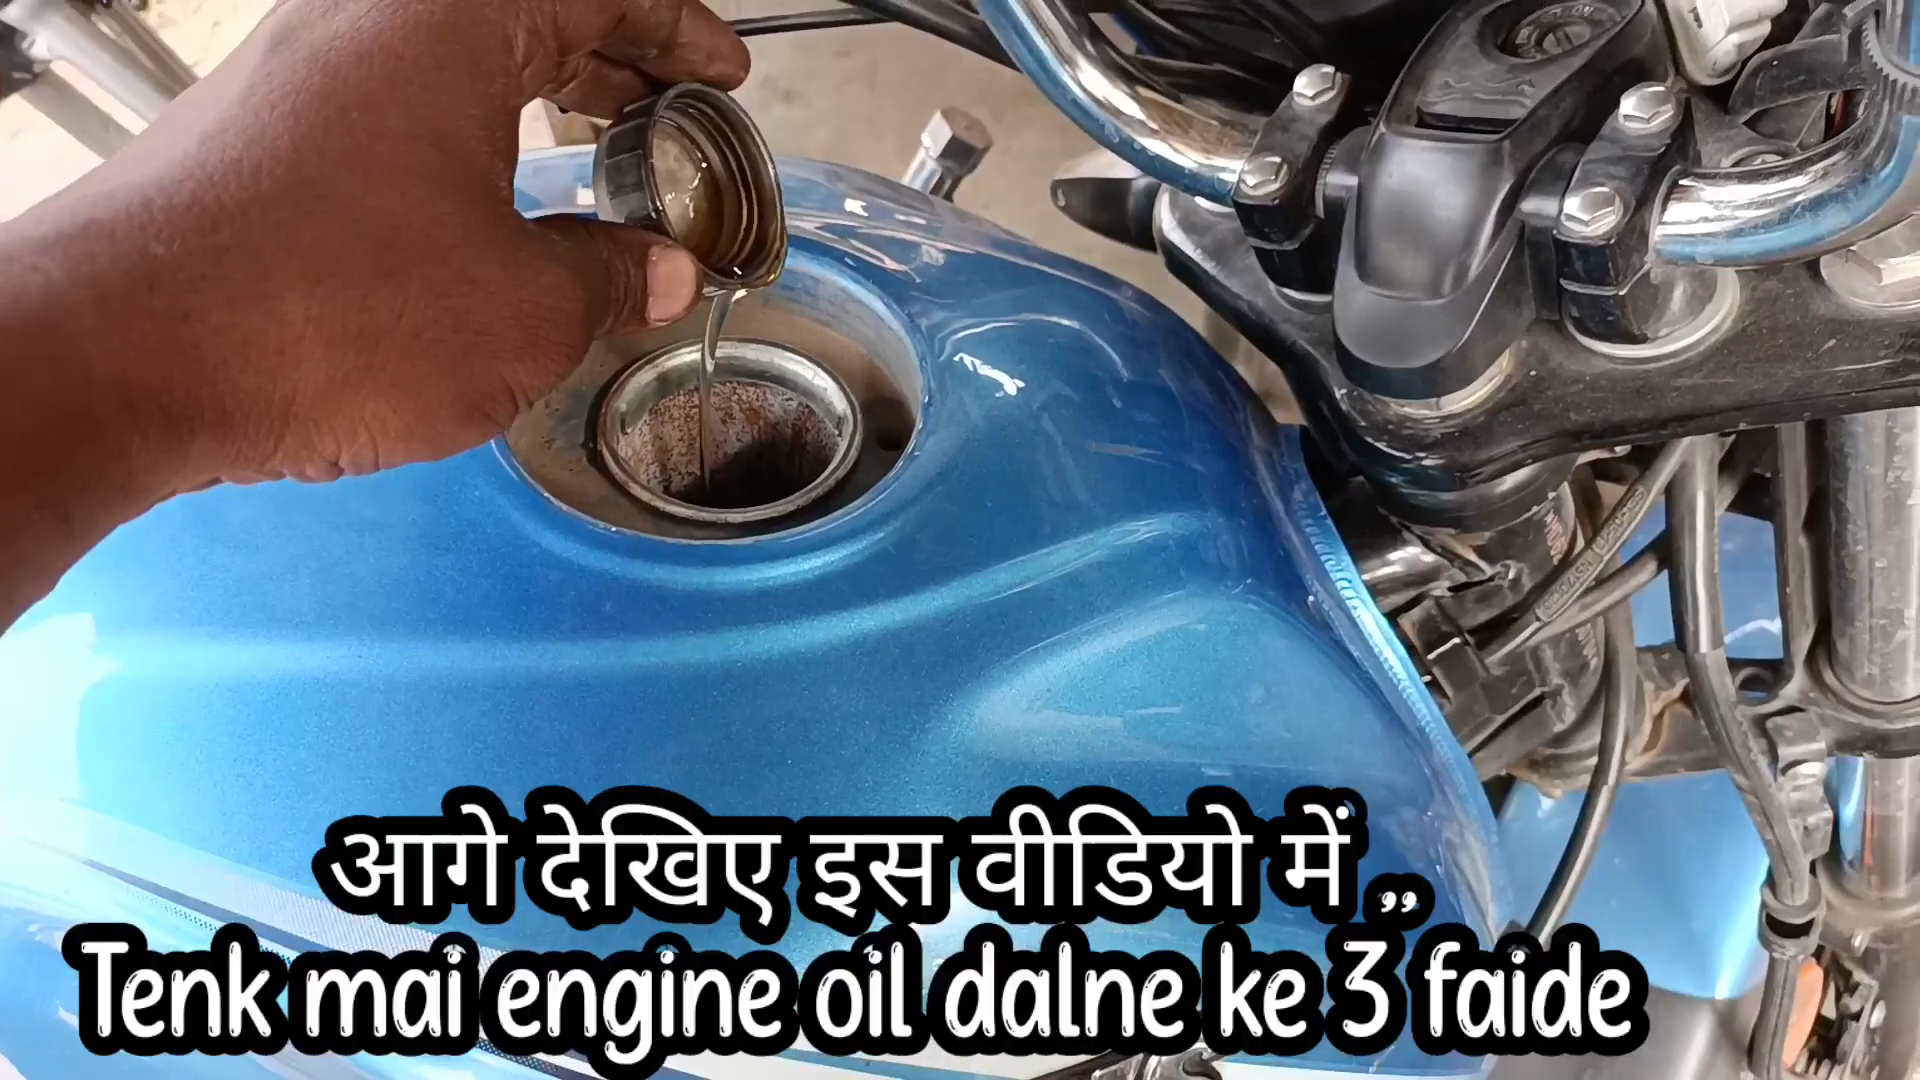 आगे देखिए इस वीडियो में ,,
Tenk mai engine oil dalne ke 3 faide